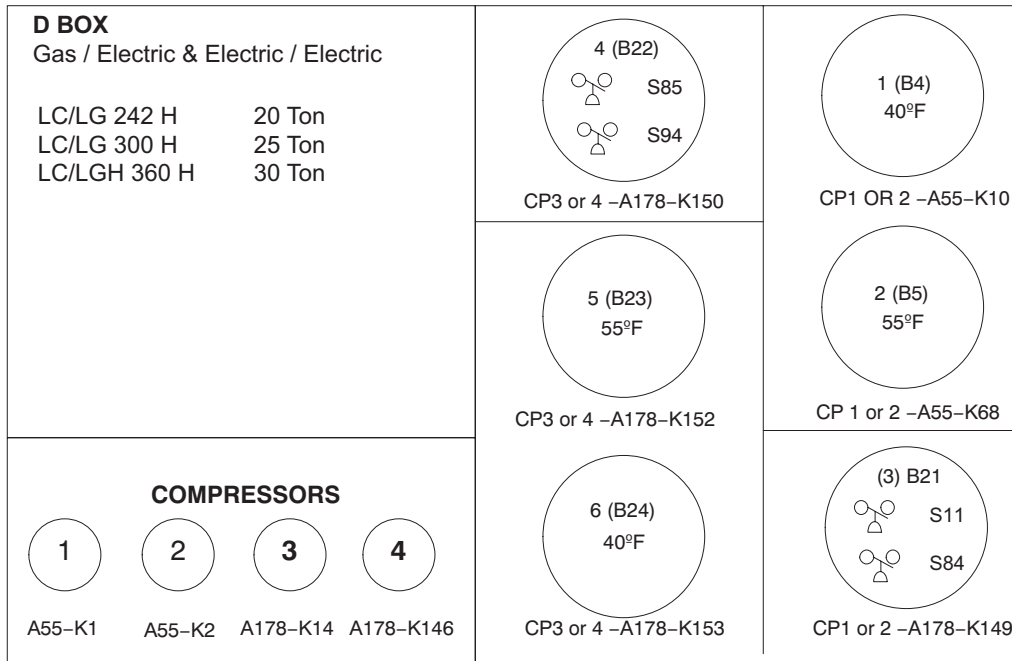 D BOX
Gas / Electric & Electric / Electric
LC/LG 242 H 20 Ton
LC/LG 300 H 25 Ton
LC/LGH 360 H 30 Ton
4 (B22)
S85
S94
CP3 or 4 –A178–K150
1 (B4)
40ºF
CP1 OR 2 –A55–K10
5 (B23)
55ºF
CP3 or 4 –A178–K152
2 (B5)
55ºF
CP 1 or 2 –A55–K68
COMPRESSORS
1 2 3 4
A55–K1 A55–K2 A178–K14 A178–K146
6 (B24)
40ºF
CP3 or 4 –A178–K153
(3) B21
S11
S84
CP1 or 2 –A178–K149